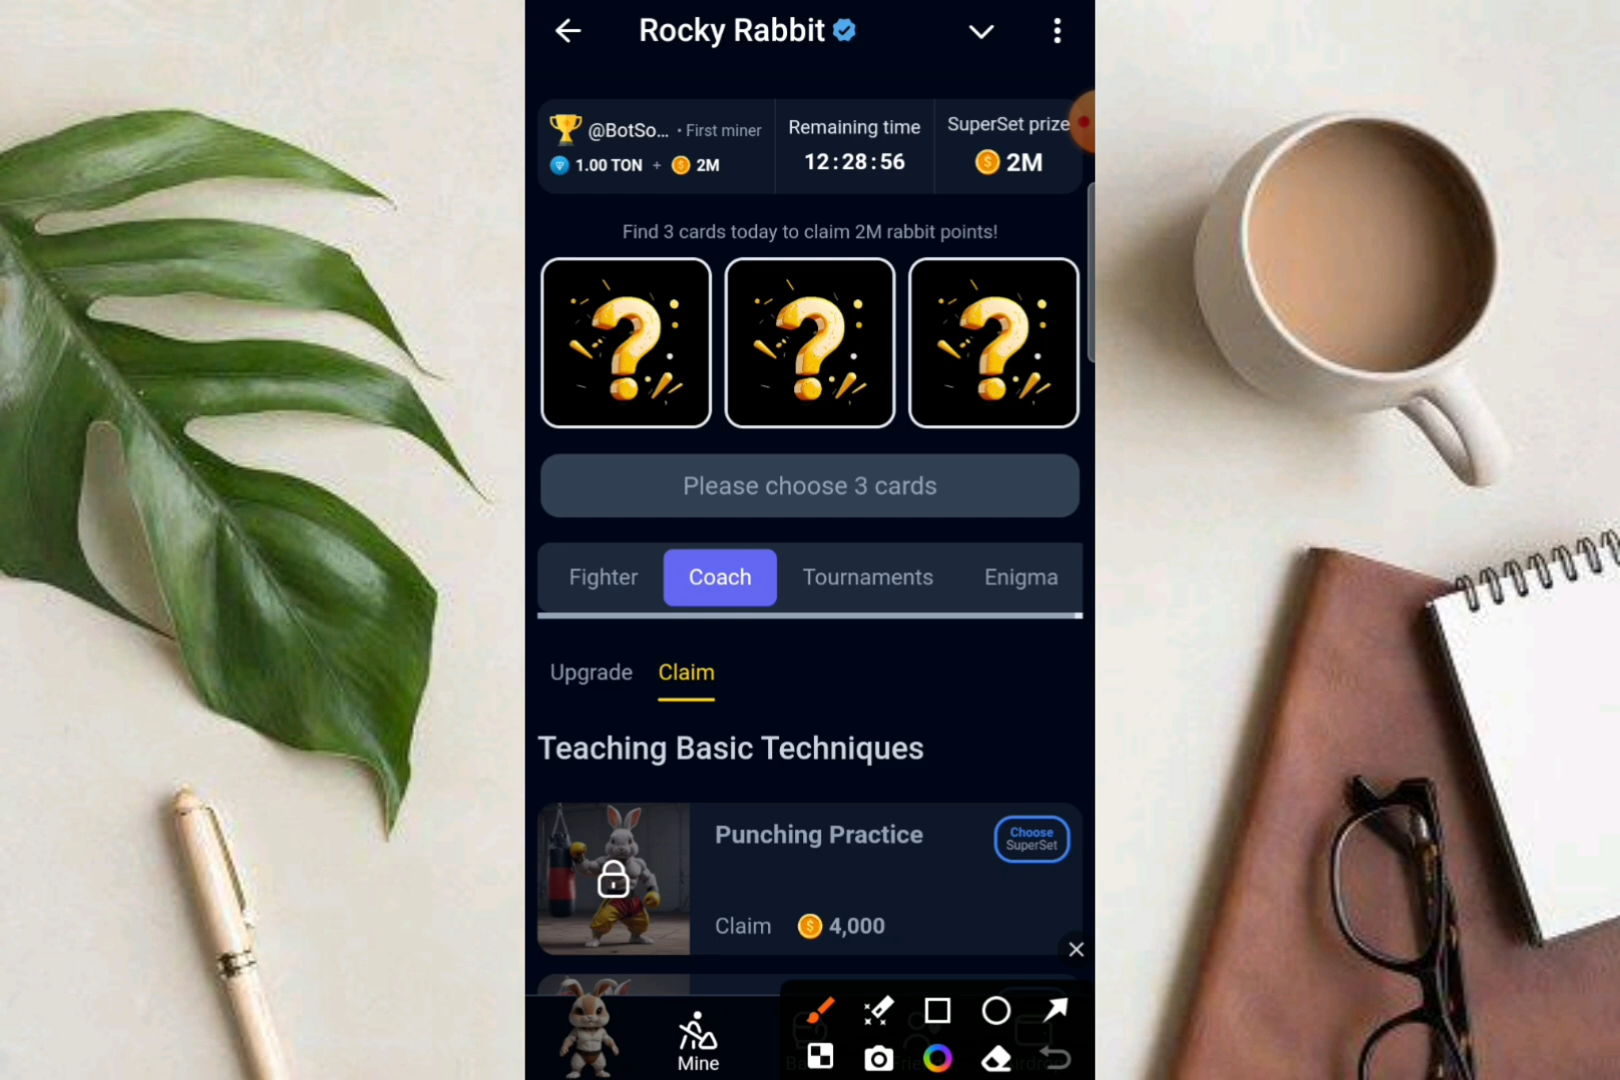 Rocky Rabbit
@BotSo... • First miner
1.00 TON + 2M
Remaining time
12:28:56
SuperSet prize
2M
Find 3 cards today to claim 2M rabbit points!
Please choose 3 cards
Fighter Coach Tournaments Enigma
Upgrade Claim
Teaching Basic Techniques
Punching Practice
Choose
SuperSet
Claim 4,000
Mine